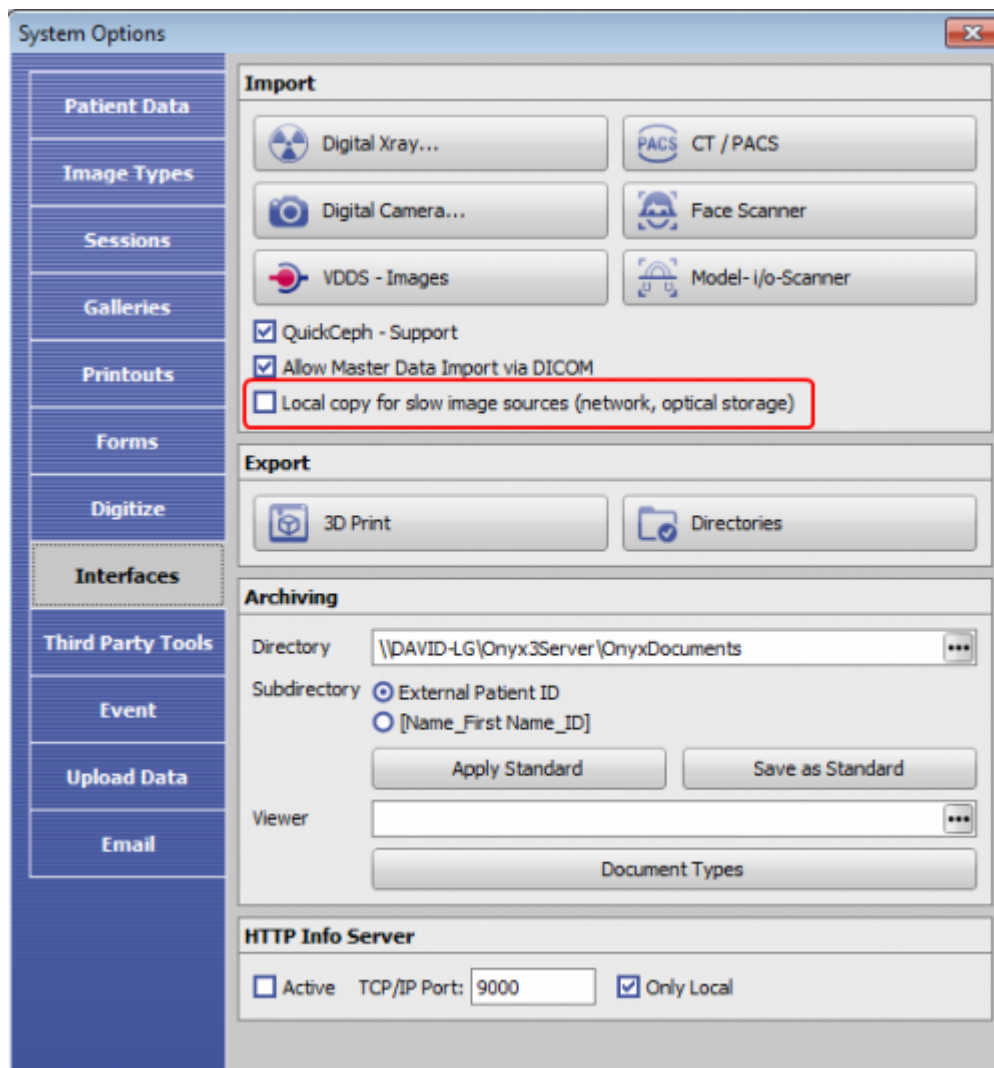 System Options
Patient Data
Image Types
Sessions
Galleries
Printouts
Forms
Digitize
Interfaces
Third Party Tools
Event
Upload Data
Email
Import
Digital Xray...
PACS CT / PACS
Digital Camera...
Face Scanner
VDDS - Images
Model- i/o-Scanner
QuickCeph - Support
Allow Master Data Import via DICOM
Local copy for slow image sources (network, optical storage)
Export
3D Print
Directories
Archiving
Directory \\DAVID-LG\Onyx3Server\OnyxDocuments
Subdirectory External Patient ID
[Name_First Name_ID]
Apply Standard
Save as Standard
Viewer
Document Types
HTTP Info Server
Active TCP/IP Port: 9000 Only Local